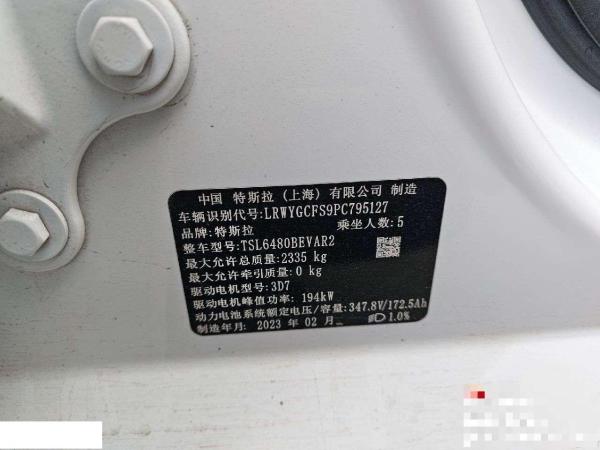 中国 特斯拉 (上海) 有限公司 制造
车辆识别代号:LRWYGCFS9PC795127
品牌:特斯拉 乘坐人数:5
整车型号:TSL6480BEVAR2
最大允许总质量:2335 kg
最大允许牵引质量:0 kg
驱动电机型号:3D7
驱动电机峰值功率: 194kW
动力电池系统额定电压/容量:347.8V/172.5Ah
制造年月:2023 年 02 月 1.0%